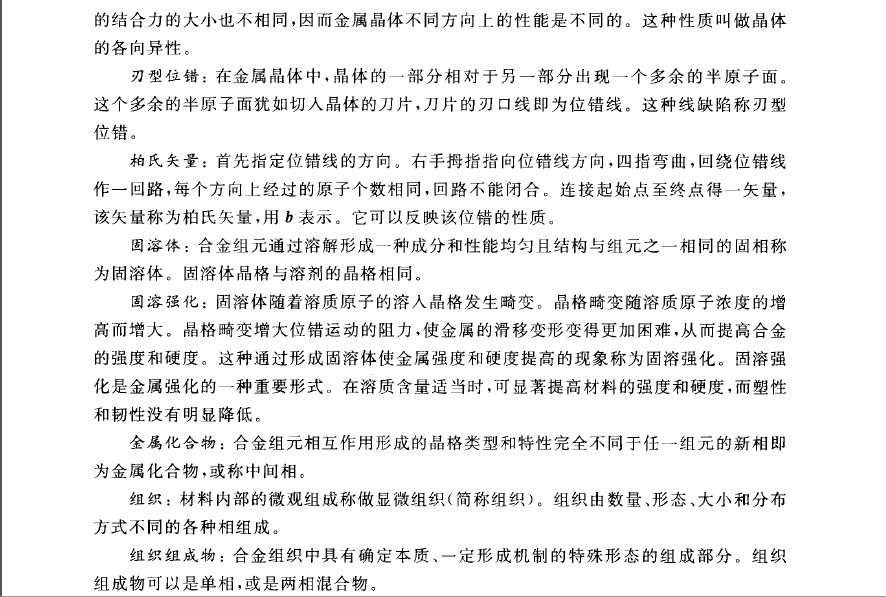 的结合力的大小也不相同,因而金属晶体不同方向上的性能是不同的。这种性质叫做晶体
的各向异性。
刃型位错:在金属晶体中,晶体的一部分相对于另一部分出现一个多余的半原子面。
这个多余的半原子面犹如切入晶体的刀片,刀片的刃口线即为位错线。这种线缺陷称刃型
位错。
柏氏矢量:首先指定位错线的方向。右手拇指指向位错线方向,四指弯曲,回绕位错线
作一回路,每个方向上经过的原子个数相同,回路不能闭合。连接起始点至终点得一矢量,
该矢量称为柏氏矢量,用 b 表示。它可以反映该位错的性质。
固溶体:合金组元通过溶解形成一种成分和性能均匀且结构与组元之一相同的固相称
为固溶体。固溶体晶格与溶剂的晶格相同。
固溶强化:固溶体随着溶质原子的溶入晶格发生畸变。晶格畸变随溶质原子浓度的增
高而增大。晶格畸变增大位错运动的阻力,使金属的滑移变形变得更加困难,从而提高合金
的强度和硬度。这种通过形成固溶体使金属强度和硬度提高的现象称为固溶强化。固溶强
化是金属强化的一种重要形式。在溶质含量适当时,可显著提高材料的强度和硬度,而塑性
和韧性没有明显降低。
金属化合物:合金组元相互作用形成的晶格类型和特性完全不同于任一组元的新相即
为金属化合物,或称中间相。
组织:材料内部的微观组成称做显微组织(简称组织)。组织由数量、形态、大小和分布
方式不同的各种相组成。
组织组成物:合金组织中具有确定本质、一定形成机制的特殊形态的组成部分。组织
组成物可以是单相,或是两相混合物。